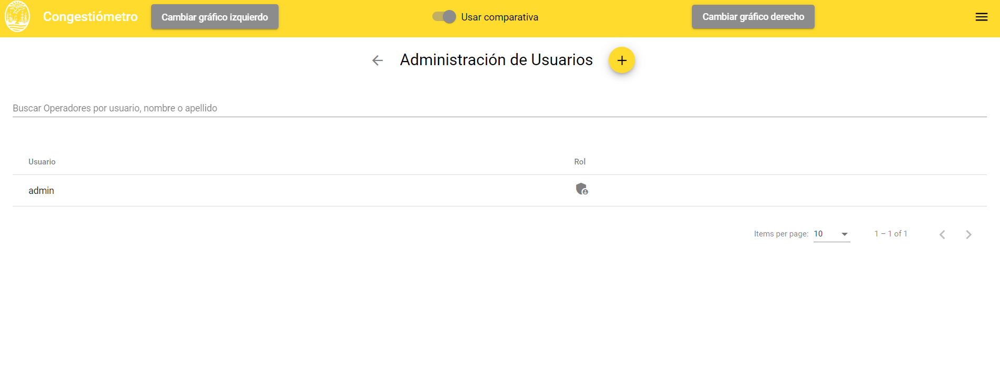 Congestiómetro
Cambiar gráfico izquierdo
Usar comparativa
Cambiar gráfico derecho
Administración de Usuarios
Buscar Operadores por usuario, nombre o apellido
Usuario Rol
admin
Items per page: 10 1 – 1 of 1